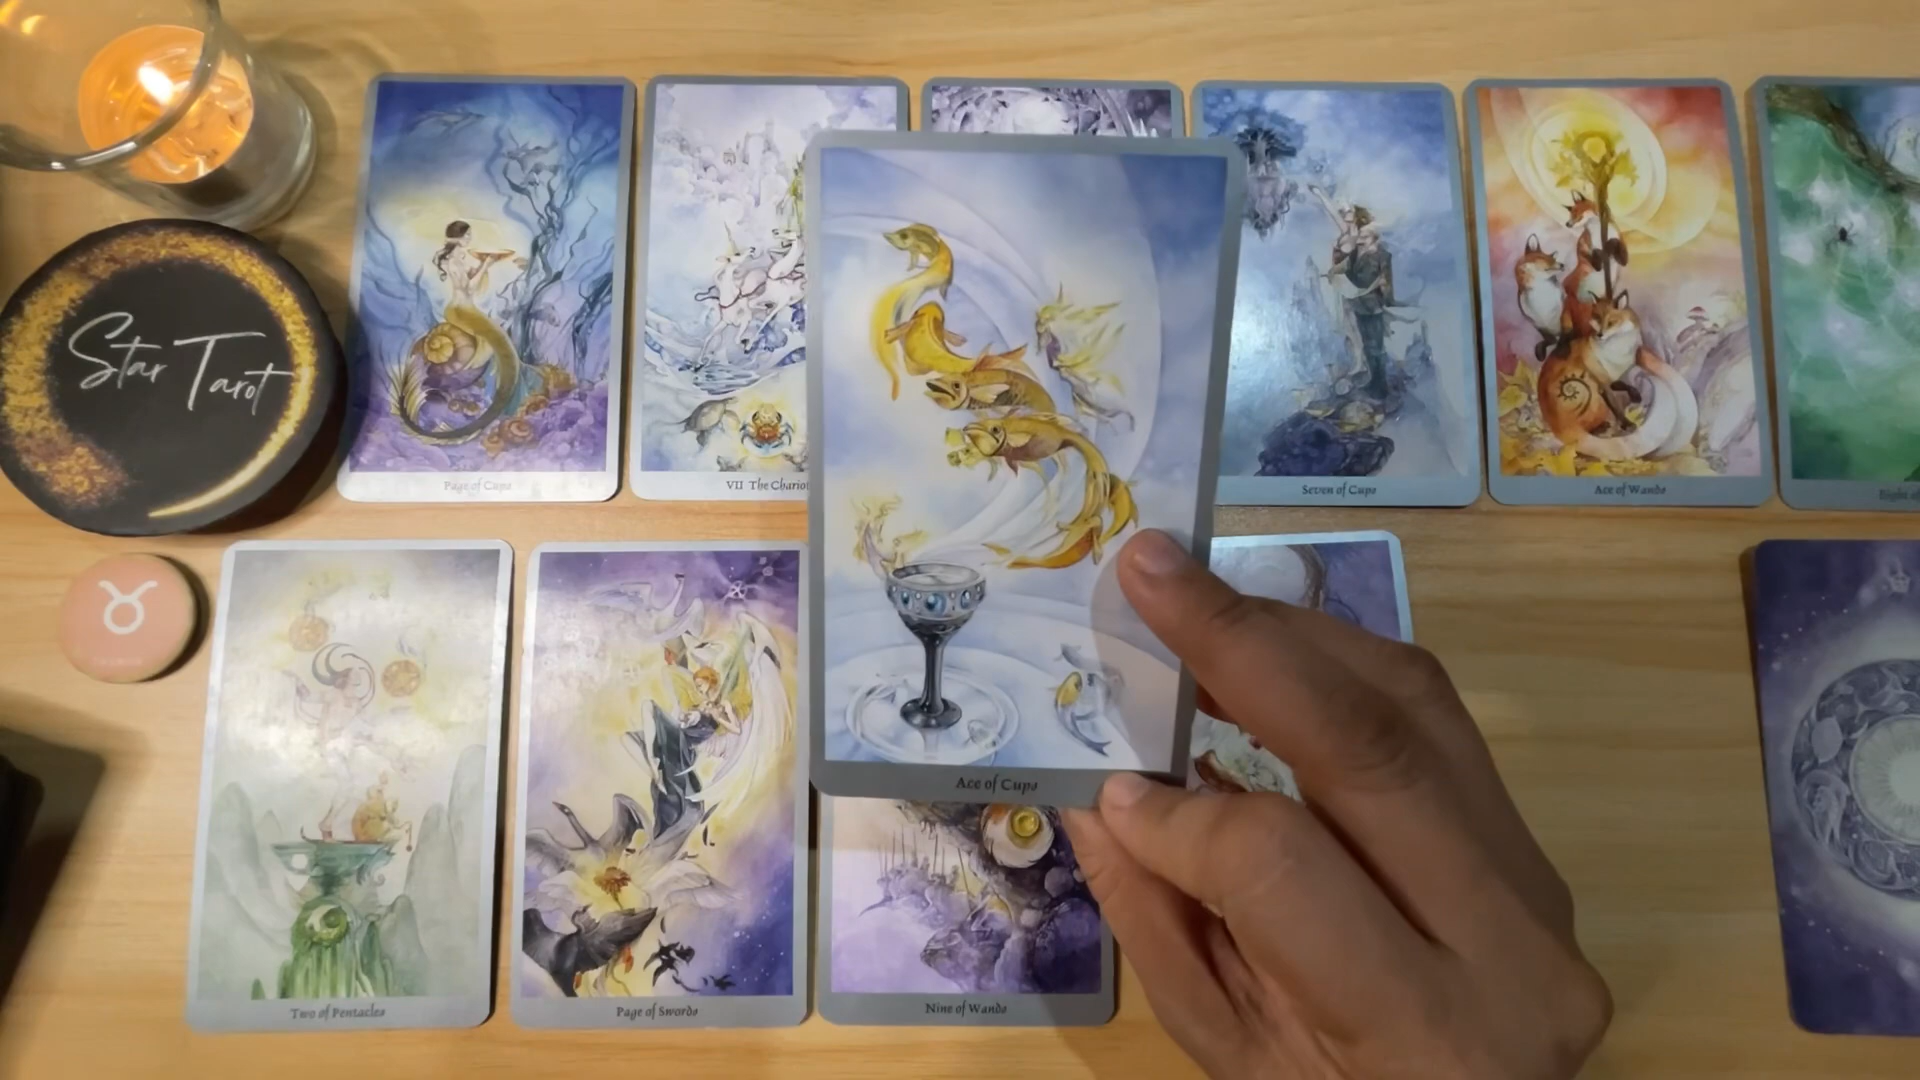 Star Tarot
Page of Cups
VII The Chariot
Seven of Cups
Ace of Wands
Ace of Cups
Two of Pentacles
Page of Swords
Nine of Wands